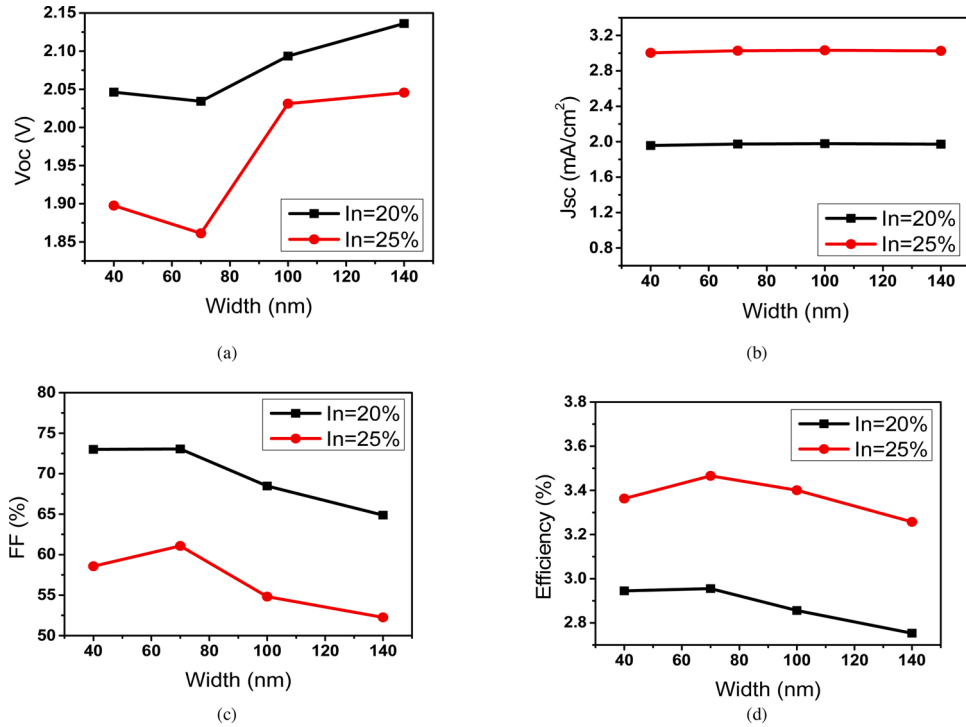 2.15
2.10
2.05
2.00
1.95
1.90
1.85
Voc (V)
In=20%
In=25%
40 60 80 100 120 140
Width (nm)
(a)
3.2
2.8
2.4
2.0
1.6
1.2
0.8
Jsc (mA/cm²)
In=20%
In=25%
40 60 80 100 120 140
Width (nm)
(b)
80
75
70
65
60
55
50
FF (%)
In=20%
In=25%
40 60 80 100 120 140
Width (nm)
(c)
3.8
3.6
3.4
3.2
3.0
2.8
Efficiency (%)
In=20%
In=25%
40 60 80 100 120 140
Width (nm)
(d)